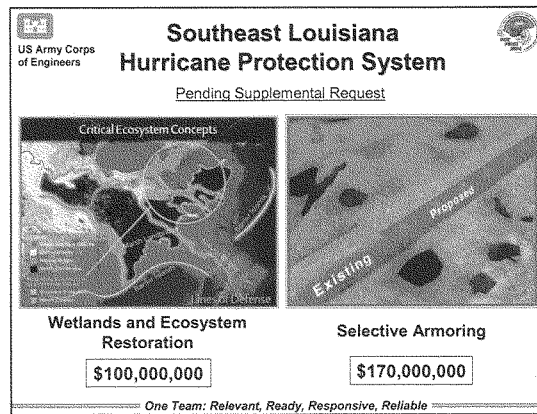 US Army Corps
of Engineers
Southeast Louisiana
Hurricane Protection System
Pending Supplemental Request
Critical Ecosystem Concepts
Lines of Defense
Existing
Proposed
Wetlands and Ecosystem
Restoration
$100,000,000
Selective Armoring
$170,000,000
One Team: Relevant, Ready, Responsive, Reliable